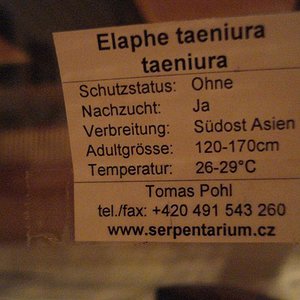 Elaphe taeniura
taeniura
Schutzstatus: Ohne
Nachzucht: Ja
Verbreitung: Südost Asien
Adultgrösse: 120-170cm
Temperatur: 26-29°C
Tomas Pohl
tel./fax: +420 491 543 260
www.serpentarium.cz